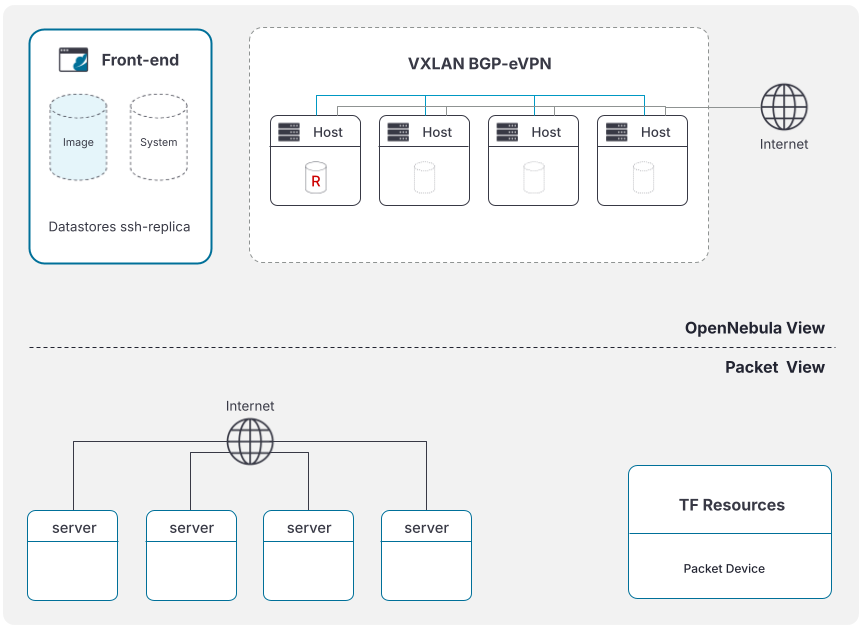 Front-end
Image
System
Datastores ssh-replica
VXLAN BGP-eVPN
Host
Host
Host
Host
R
Internet
OpenNebula View
Packet View
Internet
server
server
server
server
TF Resources
Packet Device